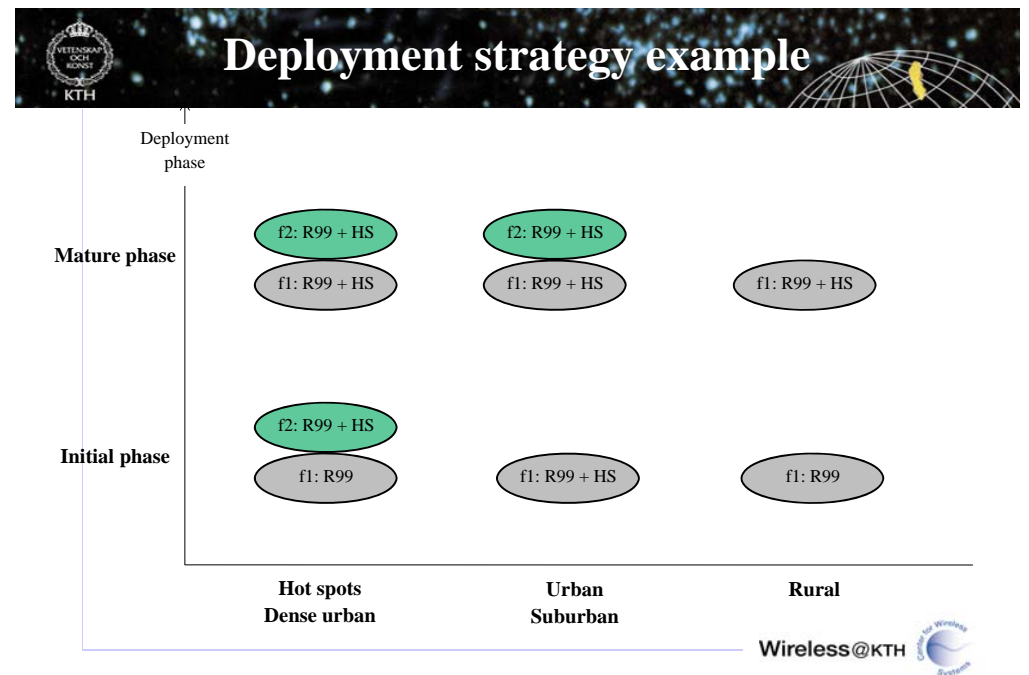 VETENSKAP
OCH
KONST
KTH
Deployment strategy example
Deployment
phase
Mature phase
f2: R99 + HS
f2: R99 + HS
f1: R99 + HS
f1: R99 + HS
f1: R99 + HS
Initial phase
f2: R99 + HS
f1: R99
f1: R99 + HS
f1: R99
Hot spots
Dense urban
Urban
Suburban
Rural
Wireless@KTH
Center for Wireless
Systems